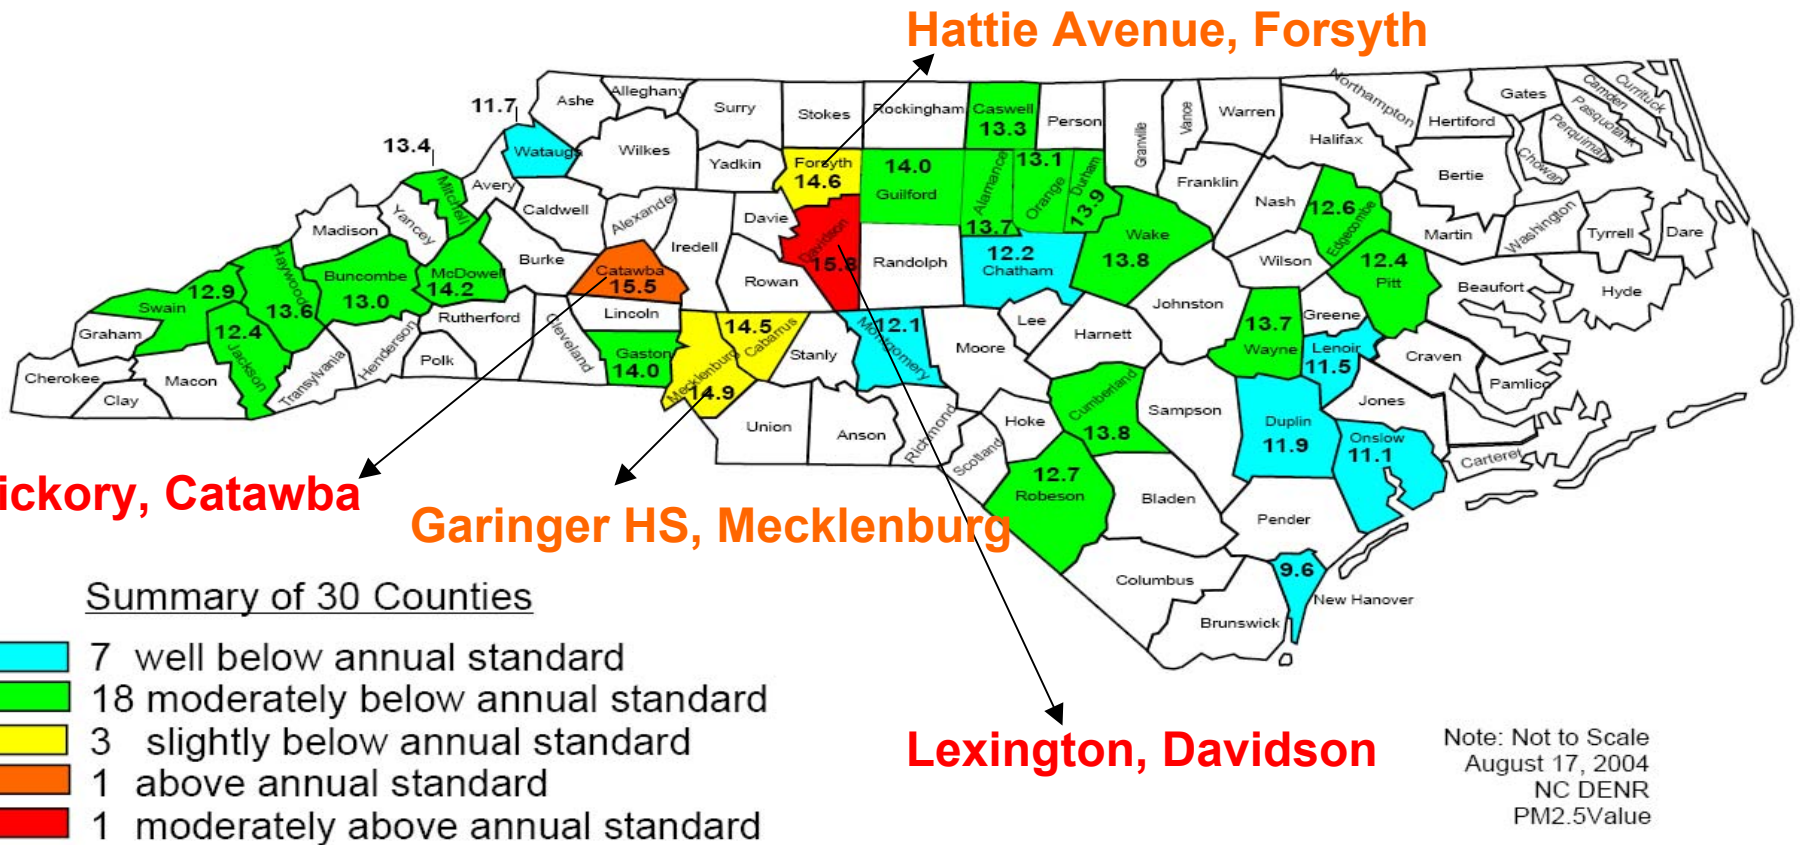 Hattie Avenue, Forsyth
11.7
Ashe
Alleghany
Surry
Stokes
Rockingham
Caswell
13.3
Person
Granville
Vance
Warren
Northampton
Gates
Camden
Currituck
Pasquotank
Perquiman
Chowan
Hertiford
Halifax
Bertie
13.4
Watauga
Wilkes
Yadkin
Forsyth
14.6
14.0
Guilford
Alamance
13.7
13.1
Orange
Durham
13.9
Franklin
Nash
12.6
Edgecombe
Martin
Washington
Tyrrell
Dare
Mitchell
Avery
Caldwell
Alexander
Davie
Iredell
Davidson
15.8
Randolph
12.2
Chatham
Wake
13.8
Wilson
12.4
Pitt
Beaufort
Hyde
Madison
Yancey
Burke
Catawba
15.5
Rowan
Johnston
Greene
Swain
12.9
Haywood
13.6
Buncombe
13.0
McDowell
14.2
Rutherford
Cleveland
Lincoln
Gaston
14.0
Mecklenburg
14.9
14.5
Cabarrus
Stanly
12.1
Montgomery
Moore
Lee
Harnett
13.7
Wayne
Lenoir
11.5
Craven
Pamlico
Graham
12.4
Jackson
Transylvania
Henderson
Polk
Cherokee
Clay
Macon
Union
Anson
Richmond
Scotland
Hoke
Cumberland
13.8
Sampson
Duplin
11.9
Jones
Onslow
11.1
Carteret
12.7
Robeson
Bladen
Pender
Columbus
Brunswick
9.6
New Hanover
ickory, Catawba
Garinger HS, Mecklenburg
Lexington, Davidson
Summary of 30 Counties
7 well below annual standard
18 moderately below annual standard
3 slightly below annual standard
1 above annual standard
1 moderately above annual standard
Note: Not to Scale
August 17, 2004
NC DENR
PM2.5Value